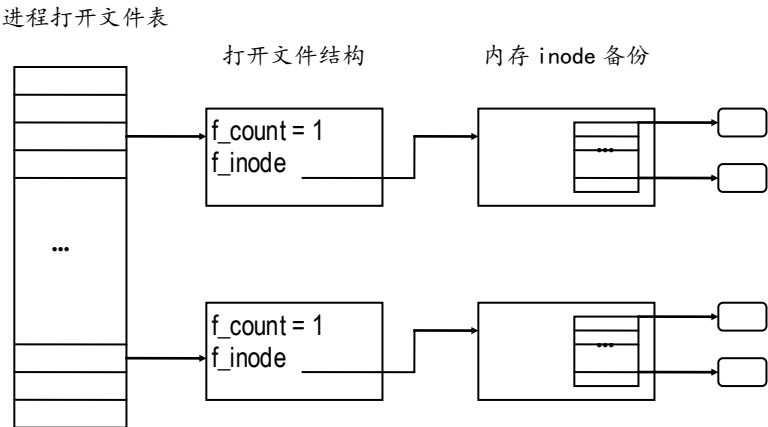 进程打开文件表
打开文件结构
内存 inode 备份
f_count = 1
f_inode
...
...
f_count = 1
f_inode
...